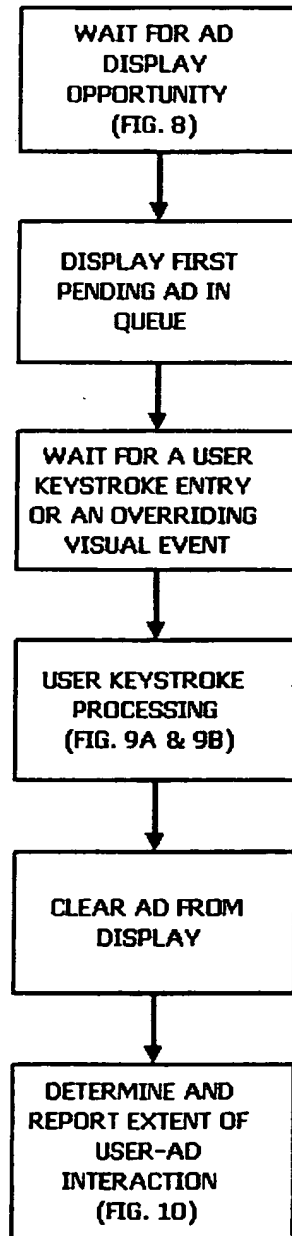 WAIT FOR AD
DISPLAY
OPPORTUNITY
(FIG. 8)
DISPLAY FIRST
PENDING AD IN
QUEUE
WAIT FOR A USER
KEYSTROKE ENTRY
OR AN OVERRIDING
VISUAL EVENT
USER KEYSTROKE
PROCESSING
(FIG. 9A & 9B)
CLEAR AD FROM
DISPLAY
DETERMINE AND
REPORT EXTENT OF
USER-AD
INTERACTION
(FIG. 10)